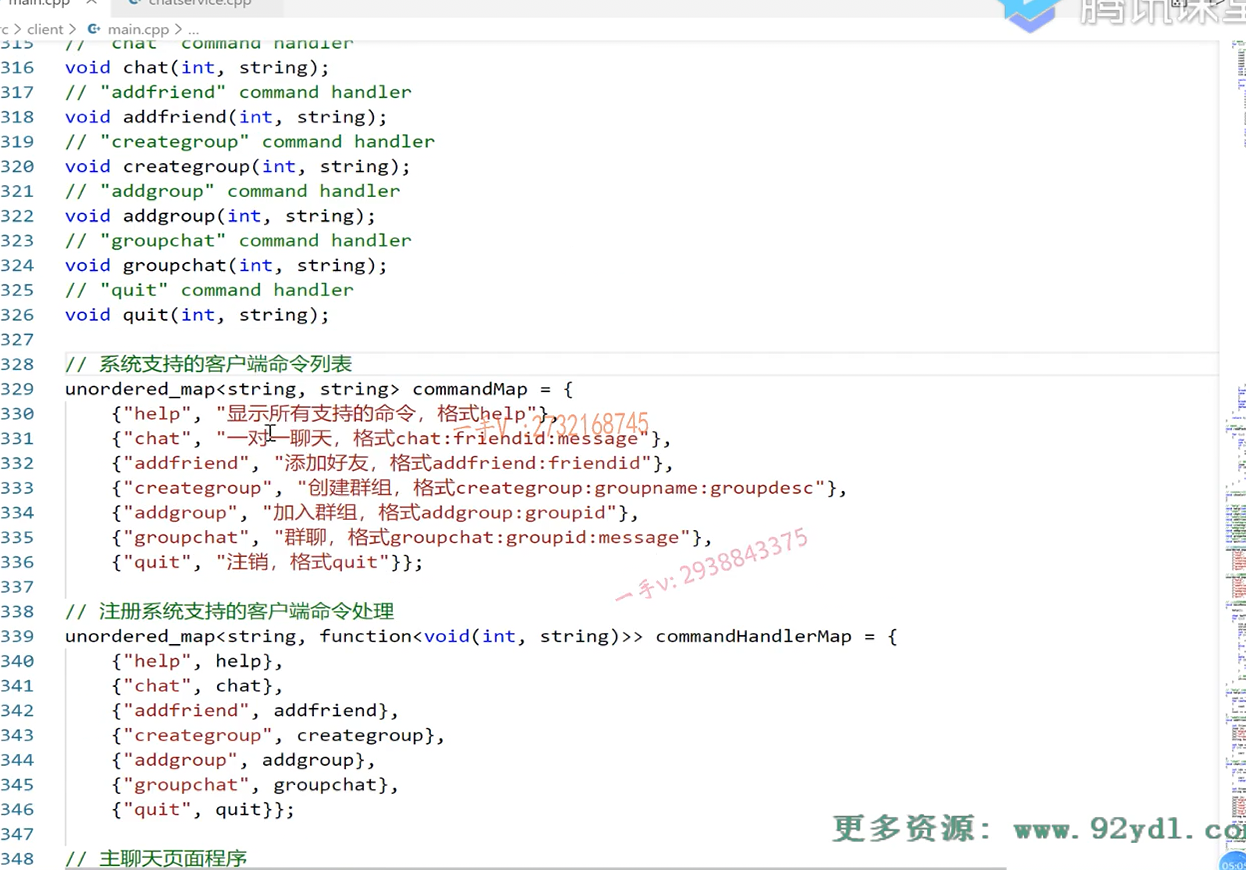 main.cpp × chatservice.cpp
client > main.cpp > ...
315 // "chat" command handler
316 void chat(int, string);
317 // "addfriend" command handler
318 void addfriend(int, string);
319 // "creategroup" command handler
320 void creategroup(int, string);
321 // "addgroup" command handler
322 void addgroup(int, string);
323 // "groupchat" command handler
324 void groupchat(int, string);
325 // "quit" command handler
326 void quit(int, string);
327
328 // 系统支持的客户端命令列表
329 unordered_map<string, string> commandMap = {
330 {"help", "显示所有支持的命令，格式help"},
331 {"chat", "一对一聊天，格式chat:friendid:message"},
332 {"addfriend", "添加好友，格式addfriend:friendid"},
333 {"creategroup", "创建群组，格式creategroup:groupname:groupdesc"},
334 {"addgroup", "加入群组，格式addgroup:groupid"},
335 {"groupchat", "群聊，格式groupchat:groupid:message"},
336 {"quit", "注销，格式quit"}};
337
338 // 注册系统支持的客户端命令处理
339 unordered_map<string, function<void(int, string)>> commandHandlerMap = {
340 {"help", help},
341 {"chat", chat},
342 {"addfriend", addfriend},
343 {"creategroup", creategroup},
344 {"addgroup", addgroup},
345 {"groupchat", groupchat},
346 {"quit", quit}};
347
348 // 主聊天页面程序
腾讯课堂
一手V:2732168745
一手v: 2938843375
更多资源: www.92ydl.co